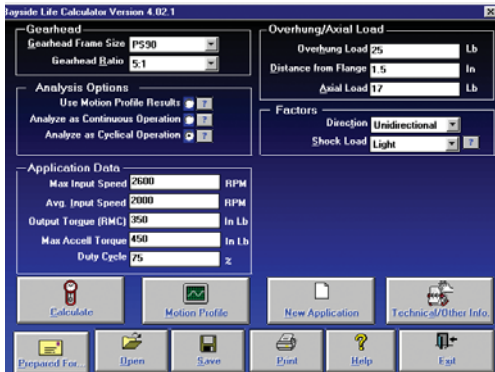 Bayside Life Calculator Version 4.02.1
Gearhead
Gearhead Frame Size PS90
Gearhead Ratio 5:1
Analysis Options
Use Motion Profile Results ?
Analyze as Continuous Operation ?
Analyze as Cyclical Operation ?
Application Data
Max Input Speed 2600 RPM
Avg. Input Speed 2000 RPM
Output Torgue (RMC) 350 In Lb
Max Accell Torque 450 In Lb
Duty Cycle 75 %
Overhung/Axial Load
Overhung Load 25 Lb
Distance from Flange 1.5 In
Axial Load 17 Lb
Factors
Direction Unidirectional
Shock Load Light ?
Calculate
Motion Profile
New Application
Technical/Other Info.
Prepared For...
Open
Save
Print
Help
Exit